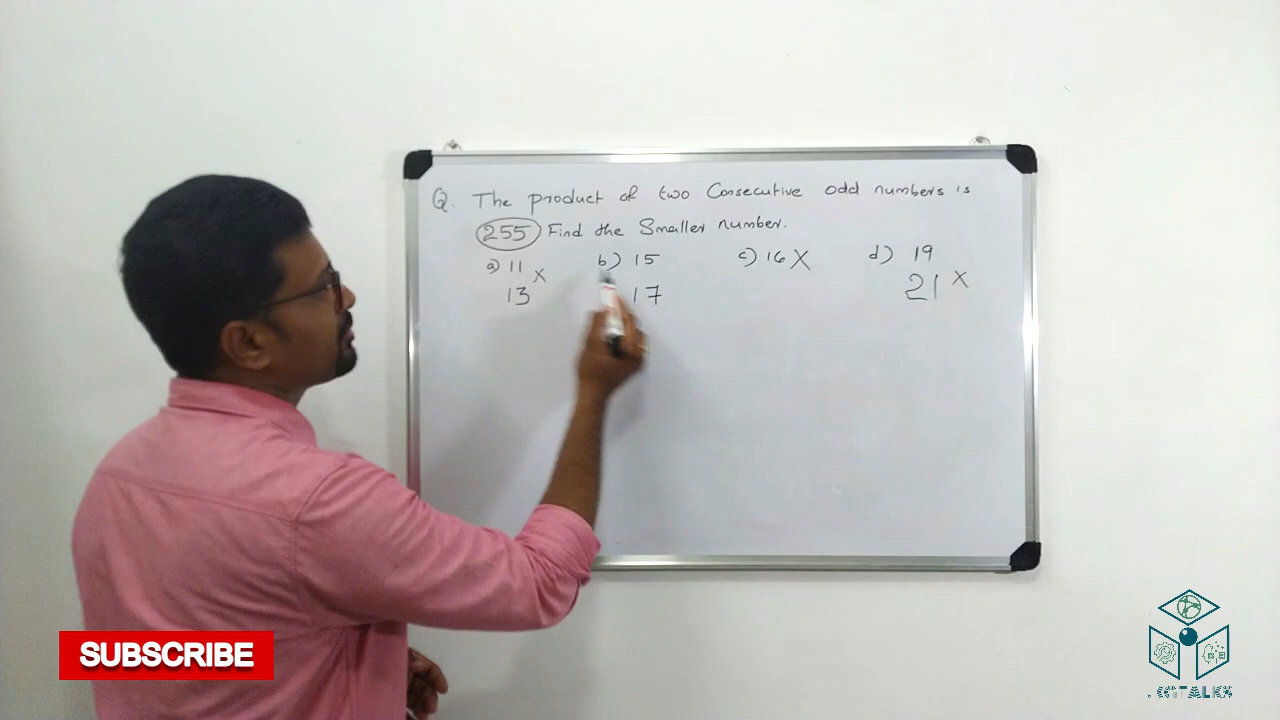 Q. The product of two Consecutive odd numbers is
255 Find the Smaller number.
a) 11 x b) 15 c) 16 X d) 19
13 17 21 x
SUBSCRIBE